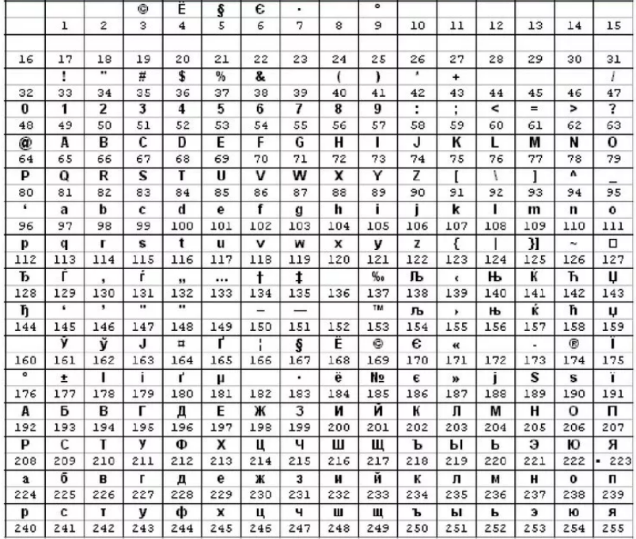 © Ё § Є · °
1 2 3 4 5 6 7 8 9 10 11 12 13 14 15
16 17 18 19 20 21 22 23 24 25 26 27 28 29 30 31
! " # $ % & ( ) ' + /
32 33 34 35 36 37 38 39 40 41 42 43 44 45 46 47
0 1 2 3 4 5 6 7 8 9 : ; < = > ?
48 49 50 51 52 53 54 55 56 57 58 59 60 61 62 63
@ A B C D E F G H I J K L M N O
64 65 66 67 68 69 70 71 72 73 74 75 76 77 78 79
P Q R S T U V W X Y Z [ \ ] ^ _
80 81 82 83 84 85 86 87 88 89 90 91 92 93 94 95
‘ a b c d e f g h i j k l m n o
96 97 98 99 100 101 102 103 104 105 106 107 108 109 110 111
p q r s t u v w x y z { | }] ~ □
112 113 114 115 116 117 118 119 120 121 122 123 124 125 126 127
Ђ Ѓ ‚ ѓ „ … † ‡ ‰ Љ ‹ Њ Ќ Ћ Џ
128 129 130 131 132 133 134 135 136 137 138 139 140 141 142 143
ђ ‘ ’ “ ” – — ™ љ › њ ќ ћ џ
144 145 146 147 148 149 150 151 152 153 154 155 156 157 158 159
Ў ў Ј ¤ Ґ ¦ § Ё © Є « - ® Ї
160 161 162 163 164 165 166 167 168 169 170 171 172 173 174 175
° ± І і ґ µ · ё № є » ј Ѕ ѕ ї
176 177 178 179 180 181 182 183 184 185 186 187 188 189 190 191
А Б В Г Д Е Ж З И Й К Л М Н О П
192 193 194 195 196 197 198 199 200 201 202 203 204 205 206 207
Р С Т У Ф Х Ц Ч Ш Щ Ъ Ы Ь Э Ю Я
208 209 210 211 212 213 214 215 216 217 218 219 220 221 222 • 223
а б в г д е ж з и й к л м н о п
224 225 226 227 228 229 230 231 232 233 234 235 236 237 238 239
р с т у ф х ц ч ш щ ъ ы ь э ю я
240 241 242 243 244 245 246 247 248 249 250 251 252 253 254 255